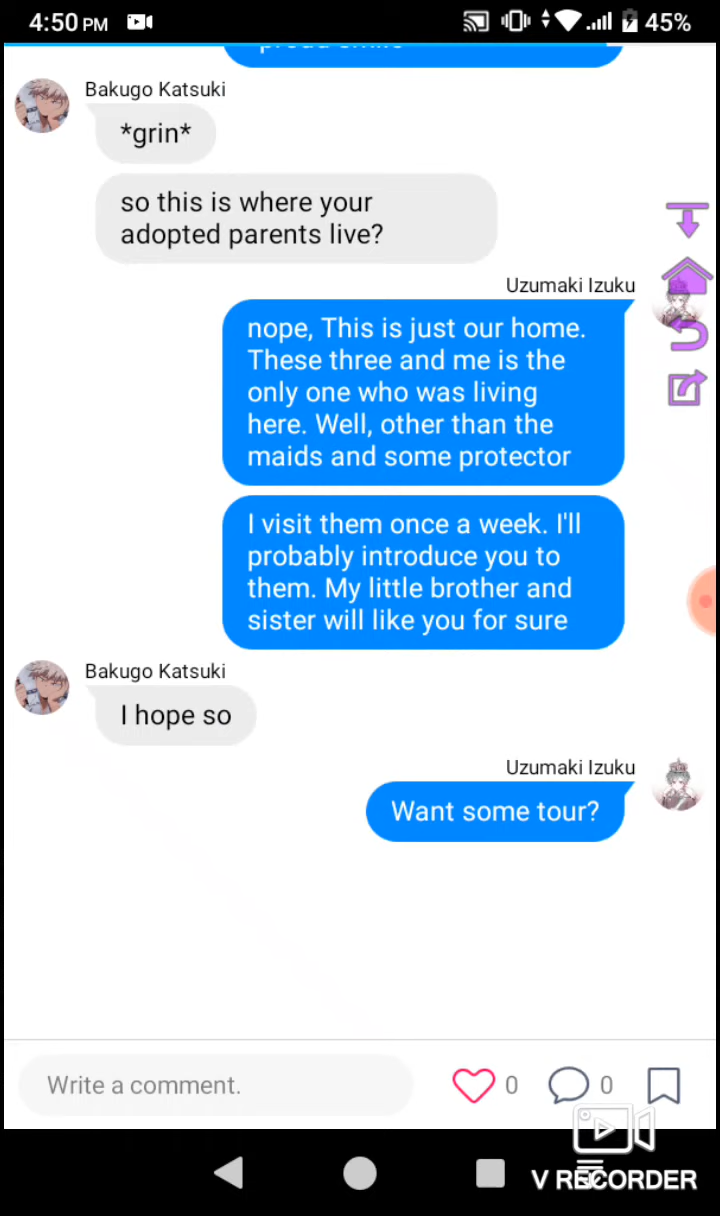 4:50 PM
45%
proud smile
Bakugo Katsuki
*grin*
so this is where your
adopted parents live?
Uzumaki Izuku
nope, This is just our home.
These three and me is the
only one who was living
here. Well, other than the
maids and some protector
I visit them once a week. I'll
probably introduce you to
them. My little brother and
sister will like you for sure
Bakugo Katsuki
I hope so
Uzumaki Izuku
Want some tour?
Write a comment.
0
0
V RECORDER